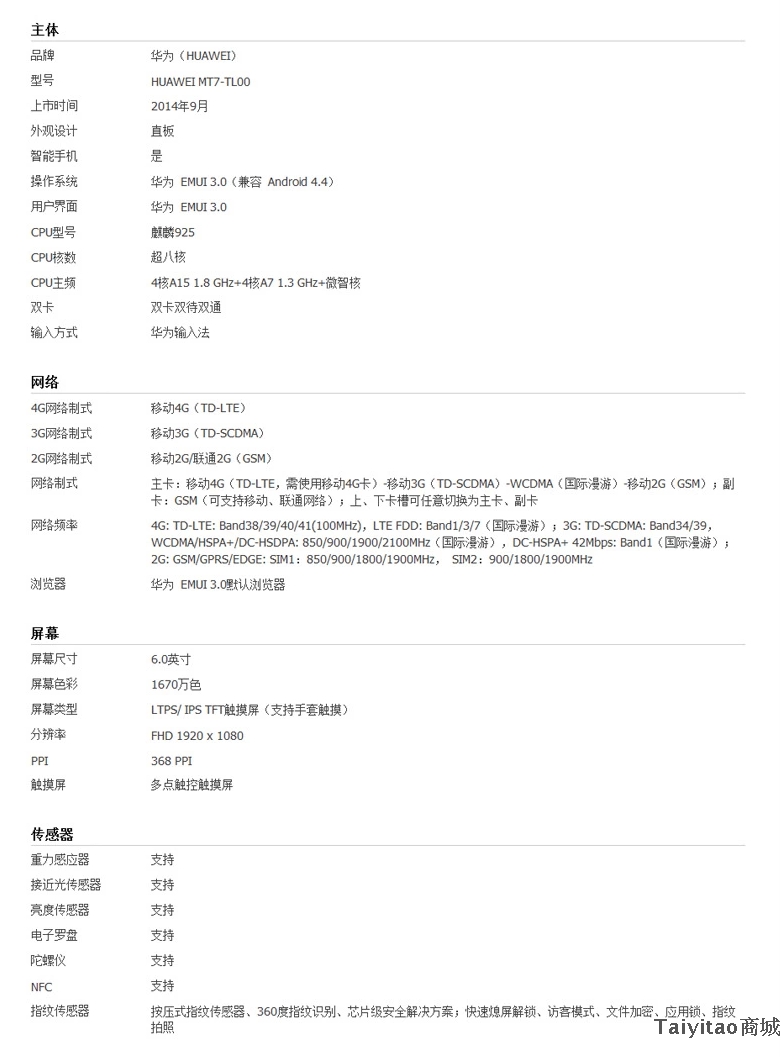 主体
品牌 华为（HUAWEI）
型号 HUAWEI MT7-TL00
上市时间 2014年9月
外观设计 直板
智能手机 是
操作系统 华为 EMUI 3.0（兼容 Android 4.4）
用户界面 华为 EMUI 3.0
CPU型号 麒麟925
CPU核数 超八核
CPU主频 4核A15 1.8 GHz+4核A7 1.3 GHz+微智核
双卡 双卡双待双通
输入方式 华为输入法
网络
4G网络制式 移动4G（TD-LTE）
3G网络制式 移动3G（TD-SCDMA）
2G网络制式 移动2G/联通2G（GSM）
网络制式 主卡：移动4G（TD-LTE，需使用移动4G卡）-移动3G（TD-SCDMA）-WCDMA（国际漫游）-移动2G（GSM）；副
卡：GSM（可支持移动、联通网络）；上、下卡槽可任意切换为主卡、副卡
网络频率 4G: TD-LTE: Band38/39/40/41(100MHz)，LTE FDD: Band1/3/7（国际漫游）；3G: TD-SCDMA: Band34/39，
WCDMA/HSPA+/DC-HSDPA: 850/900/1900/2100MHz（国际漫游），DC-HSPA+ 42Mbps: Band1（国际漫游）；
2G: GSM/GPRS/EDGE: SIM1：850/900/1800/1900MHz， SIM2：900/1800/1900MHz
浏览器 华为 EMUI 3.0默认浏览器
屏幕
屏幕尺寸 6.0英寸
屏幕色彩 1670万色
屏幕类型 LTPS/ IPS TFT触摸屏（支持手套触摸）
分辨率 FHD 1920 x 1080
PPI 368 PPI
触摸屏 多点触控触摸屏
传感器
重力感应器 支持
接近光传感器 支持
亮度传感器 支持
电子罗盘 支持
陀螺仪 支持
NFC 支持
指纹传感器 按压式指纹传感器、360度指纹识别、芯片级安全解决方案；快速熄屏解锁、访客模式、文件加密、应用锁、指纹
拍照
Taiyitao商城